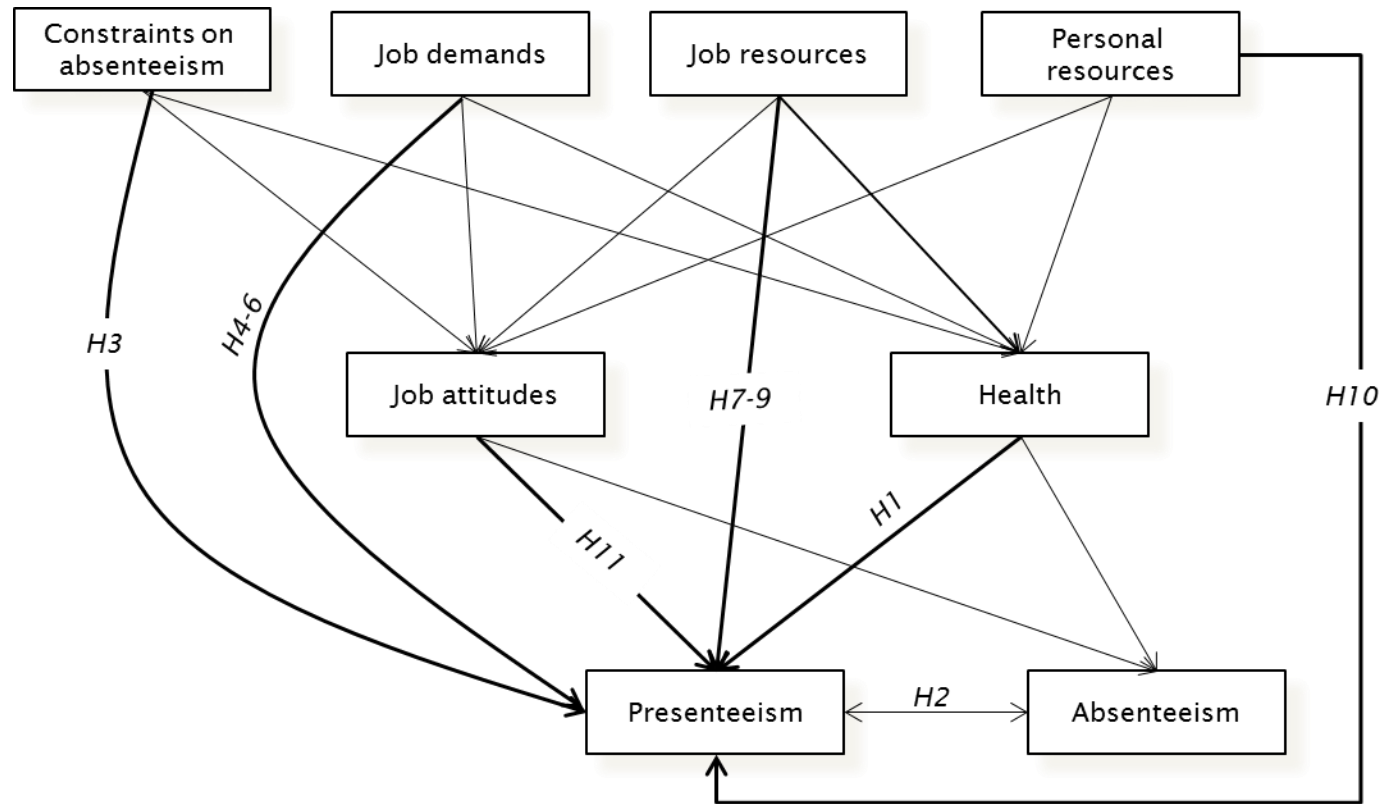 Constraints on
absenteeism
Job demands
Job resources
Personal
resources
H3
H4-6
Job attitudes
H7-9
Health
H10
H11
H1
Presenteeism
H2
Absenteeism